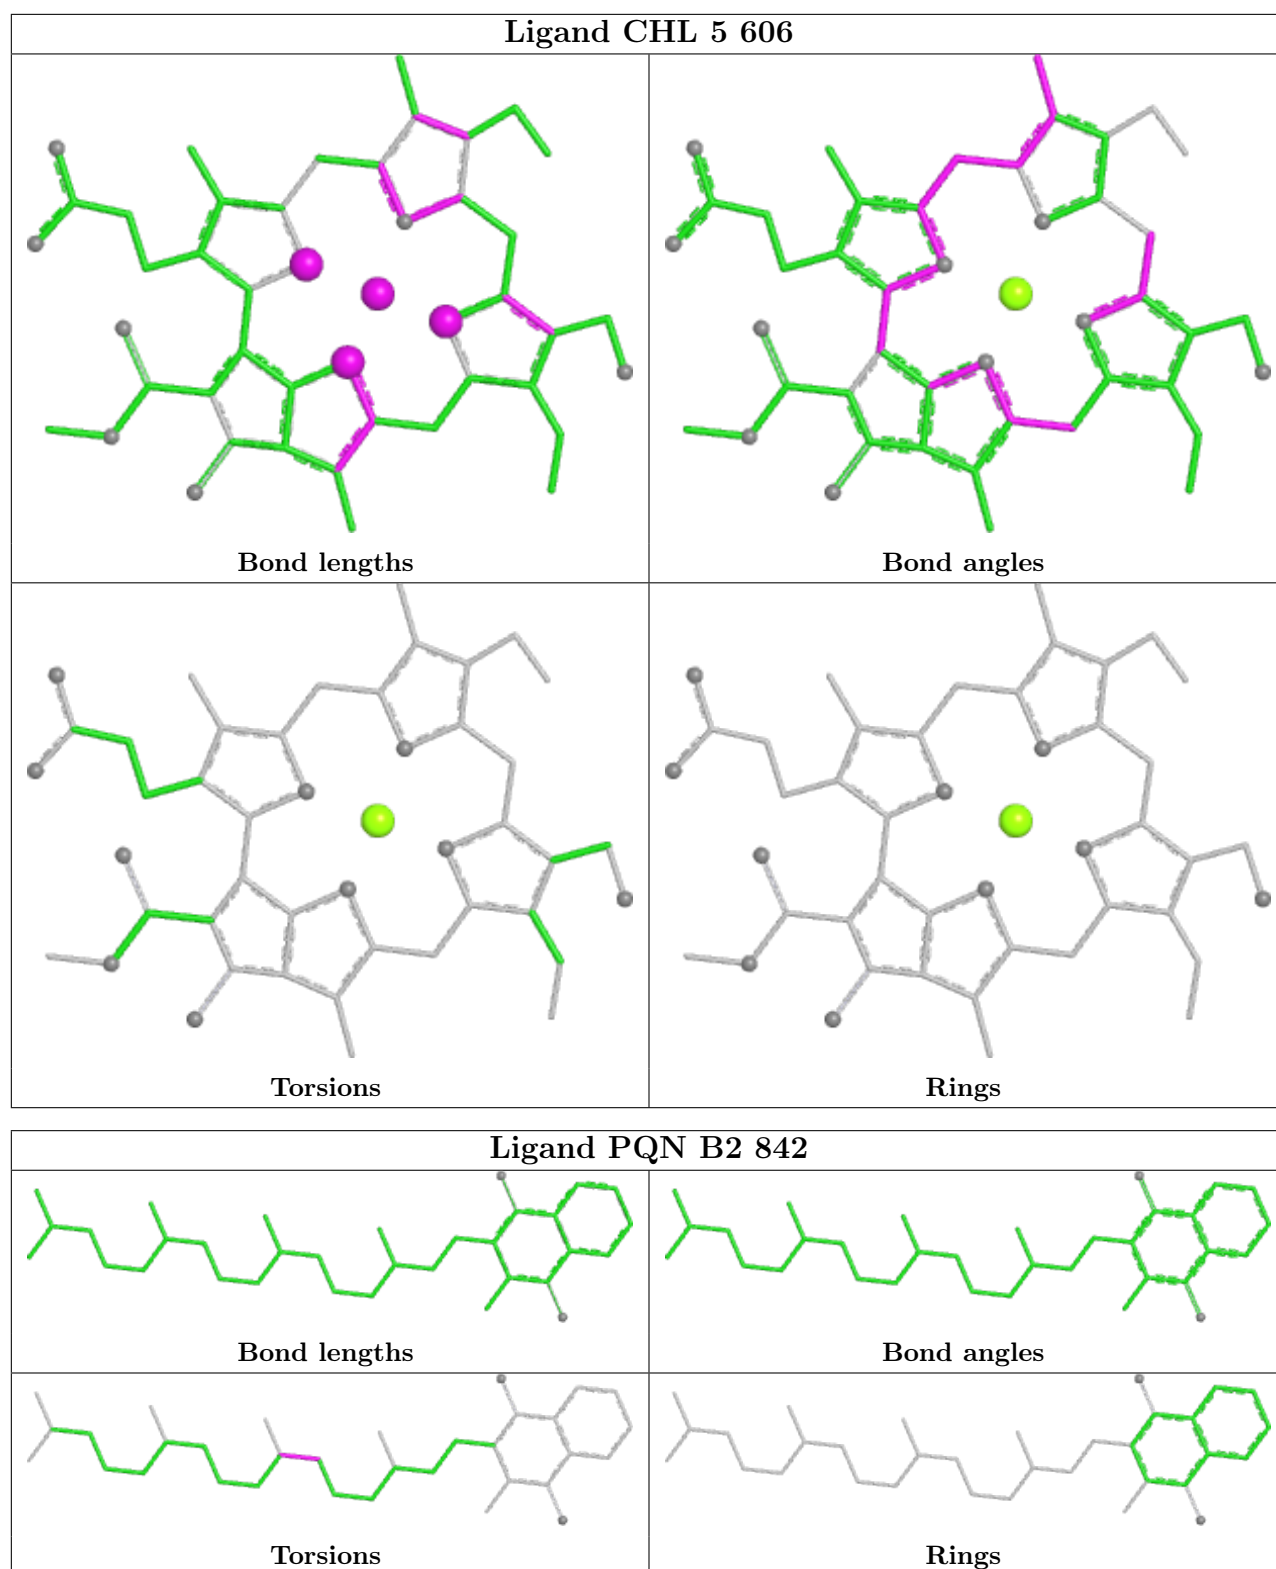 Ligand CHL 5 606
Bond lengths
Bond angles
Torsions
Rings
Ligand PQN B2 842
Bond lengths
Bond angles
Torsions
Rings